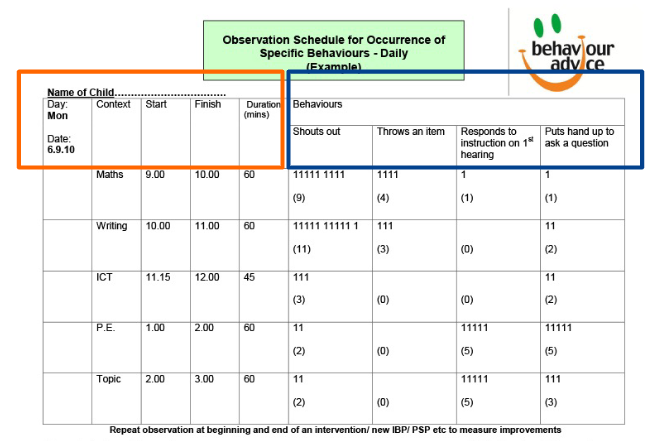 Observation Schedule for Occurrence of
Specific Behaviours - Daily
(Example)
behaviour
advice
Name of Child..................................
Day: Mon Date: 6.9.10 Context Start Finish Duration (mins) Behaviours
Shouts out Throws an item Responds to instruction on 1st hearing Puts hand up to ask a question
Maths 9.00 10.00 60 11111 1111 1111 1 1
(9) (4) (1) (1)
Writing 10.00 11.00 60 11111 11111 1 111 11
(11) (3) (0) (2)
ICT 11.15 12.00 45 111 11
(3) (0) (0) (2)
P.E. 1.00 2.00 60 11 11111 11111
(2) (0) (5) (5)
Topic 2.00 3.00 60 11 11111 111
(2) (0) (5) (3)
Repeat observation at beginning and end of an intervention/ new IBP/ PSP etc to measure improvements